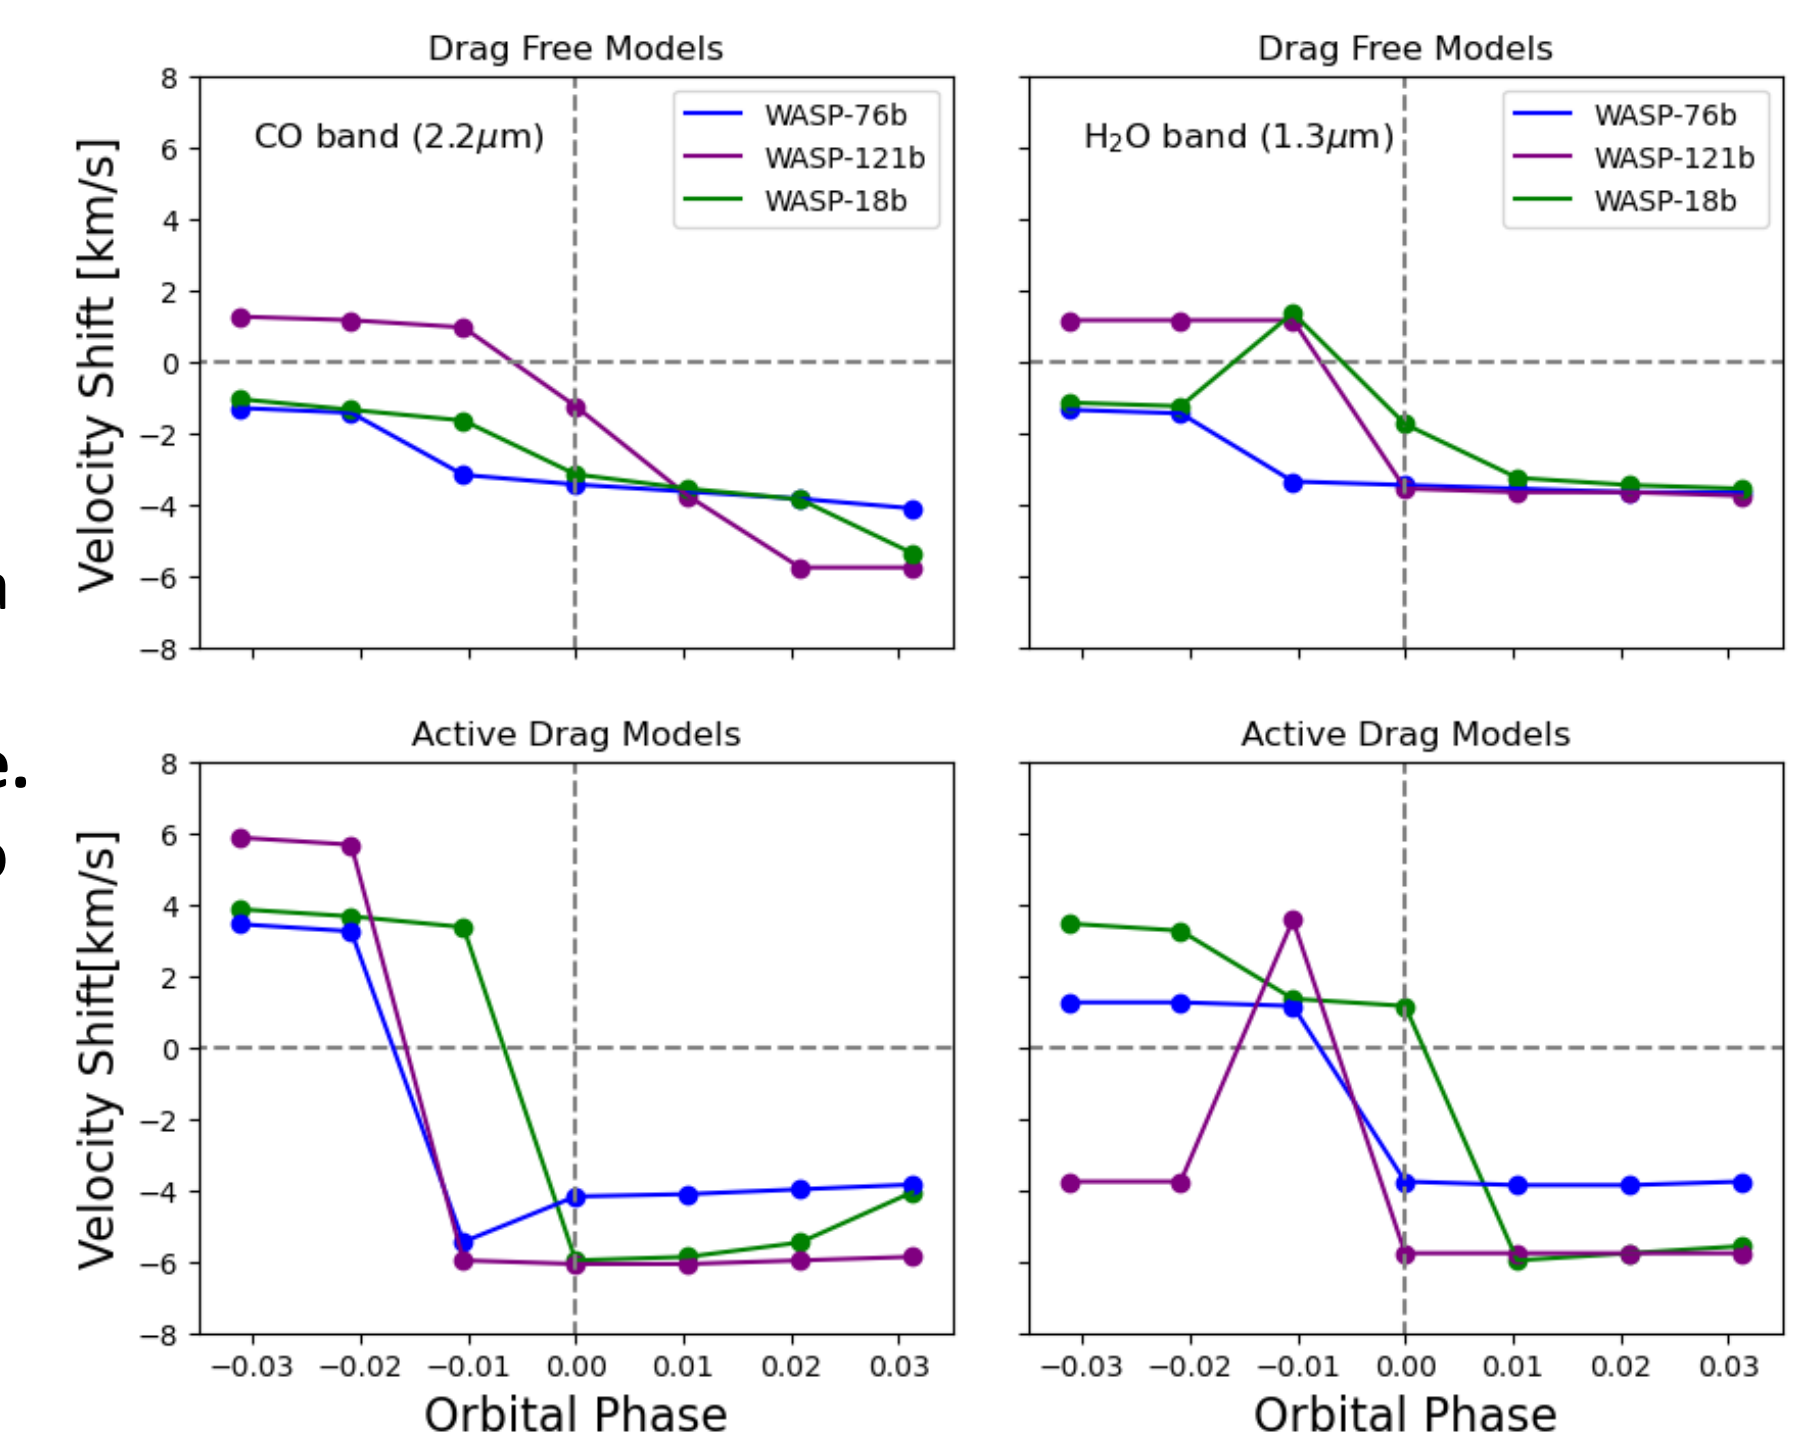 Drag Free Models
CO band (2.2μm)
WASP-76b
WASP-121b
WASP-18b
8
6
4
2
0
−2
−4
−6
−8
Velocity Shift [km/s]
Drag Free Models
H₂O band (1.3μm)
WASP-76b
WASP-121b
WASP-18b
Active Drag Models
8
6
4
2
0
−2
−4
−6
−8
Velocity Shift[km/s]
−0.03 −0.02 −0.01 0.00 0.01 0.02 0.03
Orbital Phase
Active Drag Models
−0.03 −0.02 −0.01 0.00 0.01 0.02 0.03
Orbital Phase
e.